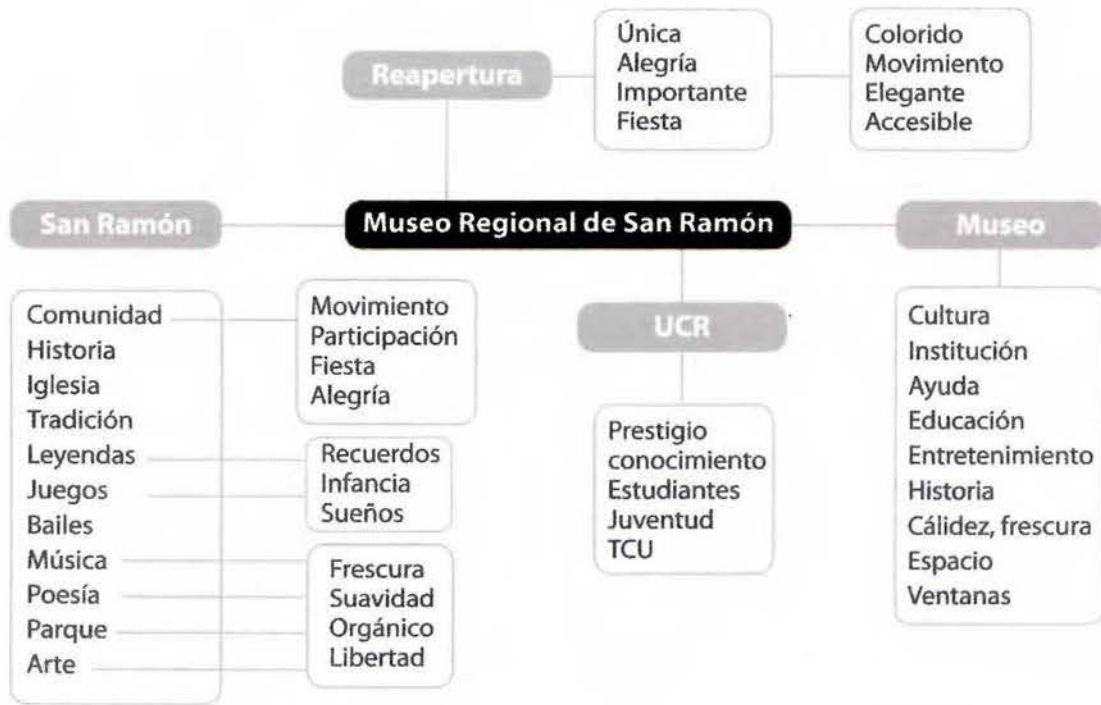 Reapertura
Única
Alegría
Importante
Fiesta
Colorido
Movimiento
Elegante
Accesible
San Ramón
Museo Regional de San Ramón
Museo
Comunidad
Historia
Iglesia
Tradición
Leyendas
Juegos
Bailes
Música
Poesía
Parque
Arte
Movimiento
Participación
Fiesta
Alegría
Recuerdos
Infancia
Sueños
Frescura
Suavidad
Orgánico
Libertad
UCR
Prestigio
conocimiento
Estudiantes
Juventud
TCU
Cultura
Institución
Ayuda
Educación
Entretenimiento
Historia
Cálidez, frescura
Espacio
Ventanas